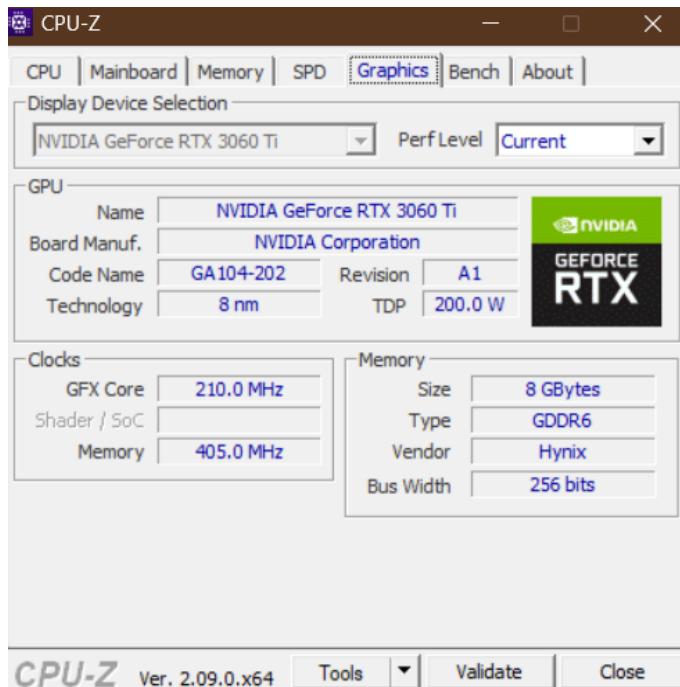 CPU-Z
CPU Mainboard Memory SPD Graphics Bench About
Display Device Selection
NVIDIA GeForce RTX 3060 Ti Perf Level Current
GPU
Name NVIDIA GeForce RTX 3060 Ti
Board Manuf. NVIDIA Corporation
Code Name GA104-202 Revision A1
Technology 8 nm TDP 200.0 W
NVIDIA
GEFORCE
RTX
Clocks
GFX Core 210.0 MHz
Shader / SoC
Memory 405.0 MHz
Memory
Size 8 GBytes
Type GDDR6
Vendor Hynix
Bus Width 256 bits
CPU-Z Ver. 2.09.0.x64 Tools Validate Close